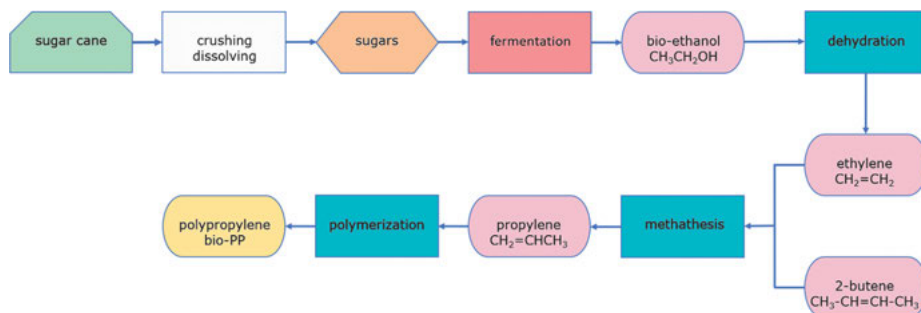 sugar cane
crushing
dissolving
sugars
fermentation
bio-ethanol
CH₃CH₂OH
dehydration
ethylene
CH₂=CH₂
polypropylene
bio-PP
polymerization
propylene
CH₂=CHCH₃
methathesis
2-butene
CH₃-CH=CH-CH₃